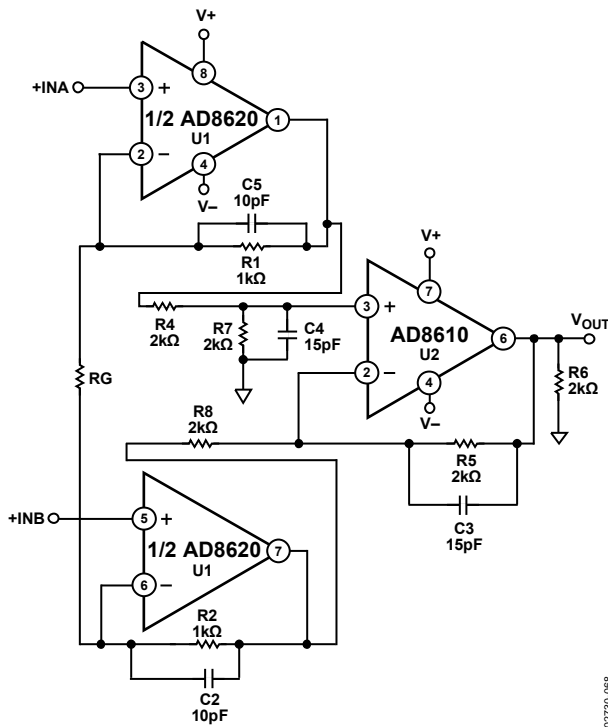 V+
+INA
3
+
8
1/2 AD8620
1
U1
2
−
4
V−
C5
10pF
R1
1kΩ
V+
R4
2kΩ
R7
2kΩ
C4
15pF
3
+
7
AD8610
6
VOUT
U2
2
−
4
V−
R6
2kΩ
RG
R8
2kΩ
R5
2kΩ
C3
15pF
+INB
5
+
1/2 AD8620
7
U1
6
−
R2
1kΩ
C2
10pF
02730-068